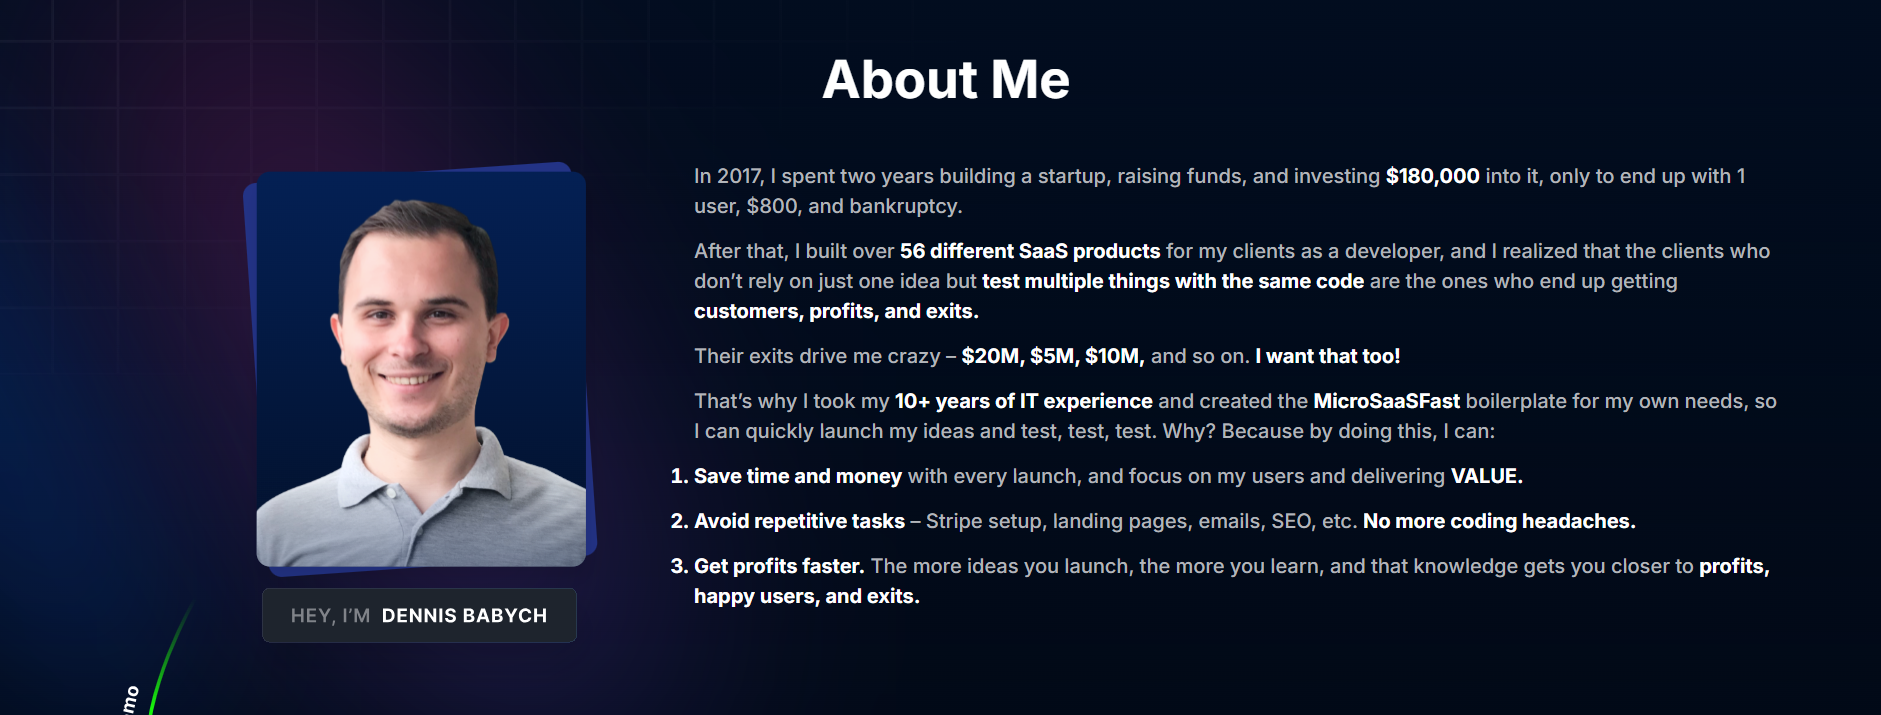 About Me
In 2017, I spent two years building a startup, raising funds, and investing $180,000 into it, only to end up with 1
user, $800, and bankruptcy.
After that, I built over 56 different SaaS products for my clients as a developer, and I realized that the clients who
don’t rely on just one idea but test multiple things with the same code are the ones who end up getting
customers, profits, and exits.
Their exits drive me crazy – $20M, $5M, $10M, and so on. I want that too!
That’s why I took my 10+ years of IT experience and created the MicroSaaSFast boilerplate for my own needs, so
I can quickly launch my ideas and test, test, test. Why? Because by doing this, I can:
1. Save time and money with every launch, and focus on my users and delivering VALUE.
2. Avoid repetitive tasks – Stripe setup, landing pages, emails, SEO, etc. No more coding headaches.
3. Get profits faster. The more ideas you launch, the more you learn, and that knowledge gets you closer to profits,
happy users, and exits.
HEY, I’M DENNIS BABYCH